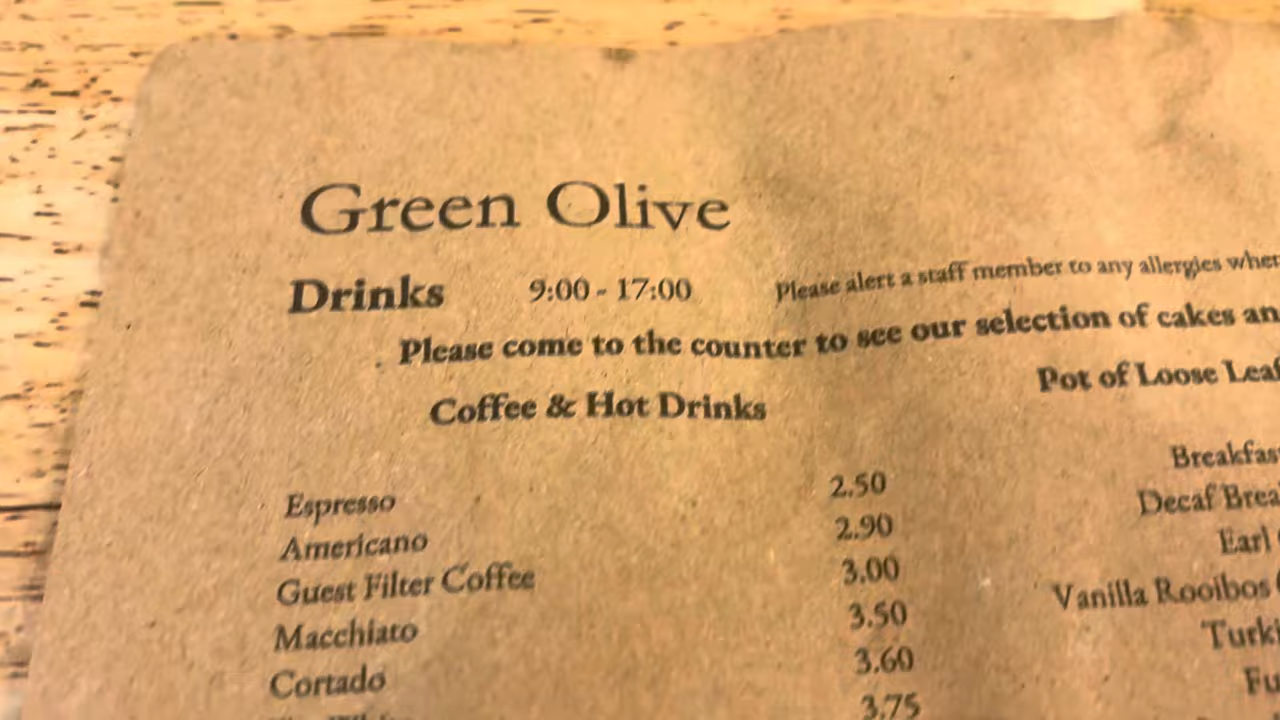 Green Olive
Drinks 9:00 - 17:00 Please alert a staff member to any allergies
Please come to the counter to see our selection of cakes
Coffee & Hot Drinks
Pot of Loose
Espresso 2.50
Americano 2.90
Guest Filter Coffee 3.00
Macchiato 3.50
Cortado 3.60
3.75
Decaf
Earl
Vanilla Rooibos